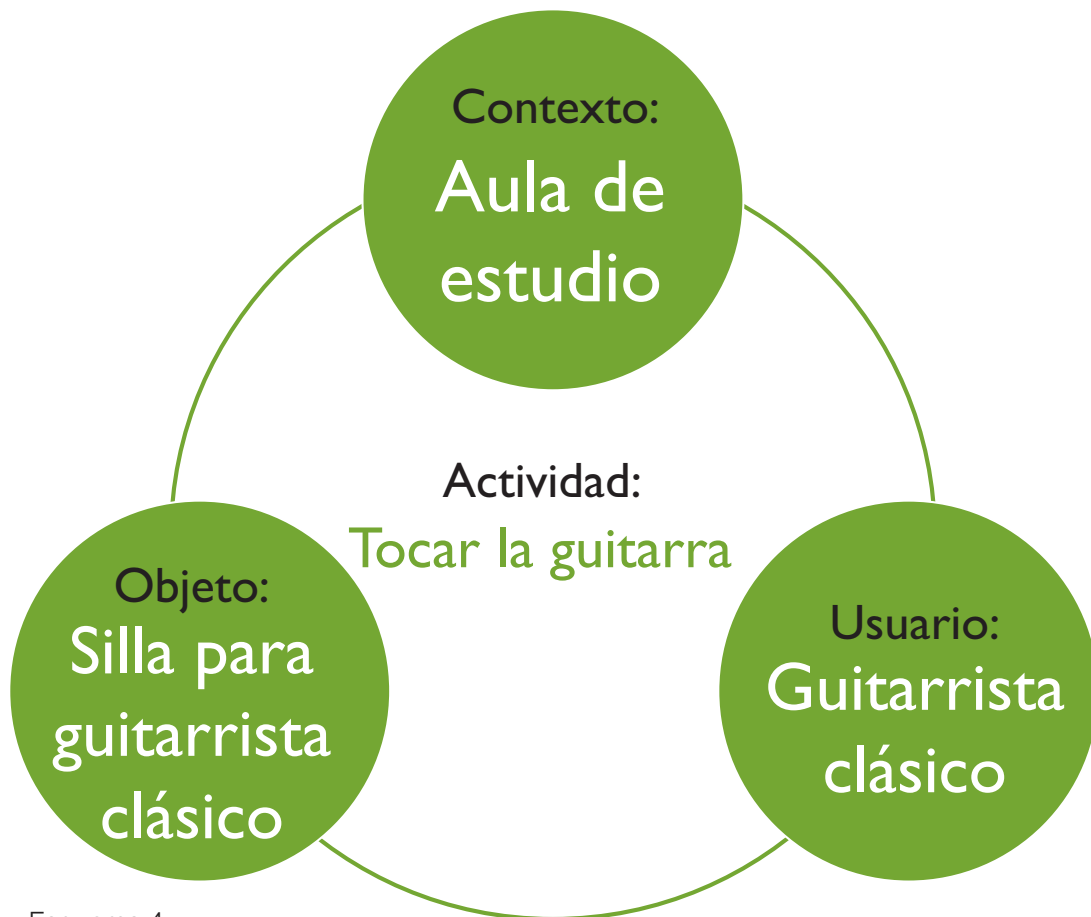 Contexto:
Aula de
estudio
Actividad:
Tocar la guitarra
Objeto:
Silla para
guitarrista
clásico
Usuario:
Guitarrista
clásico